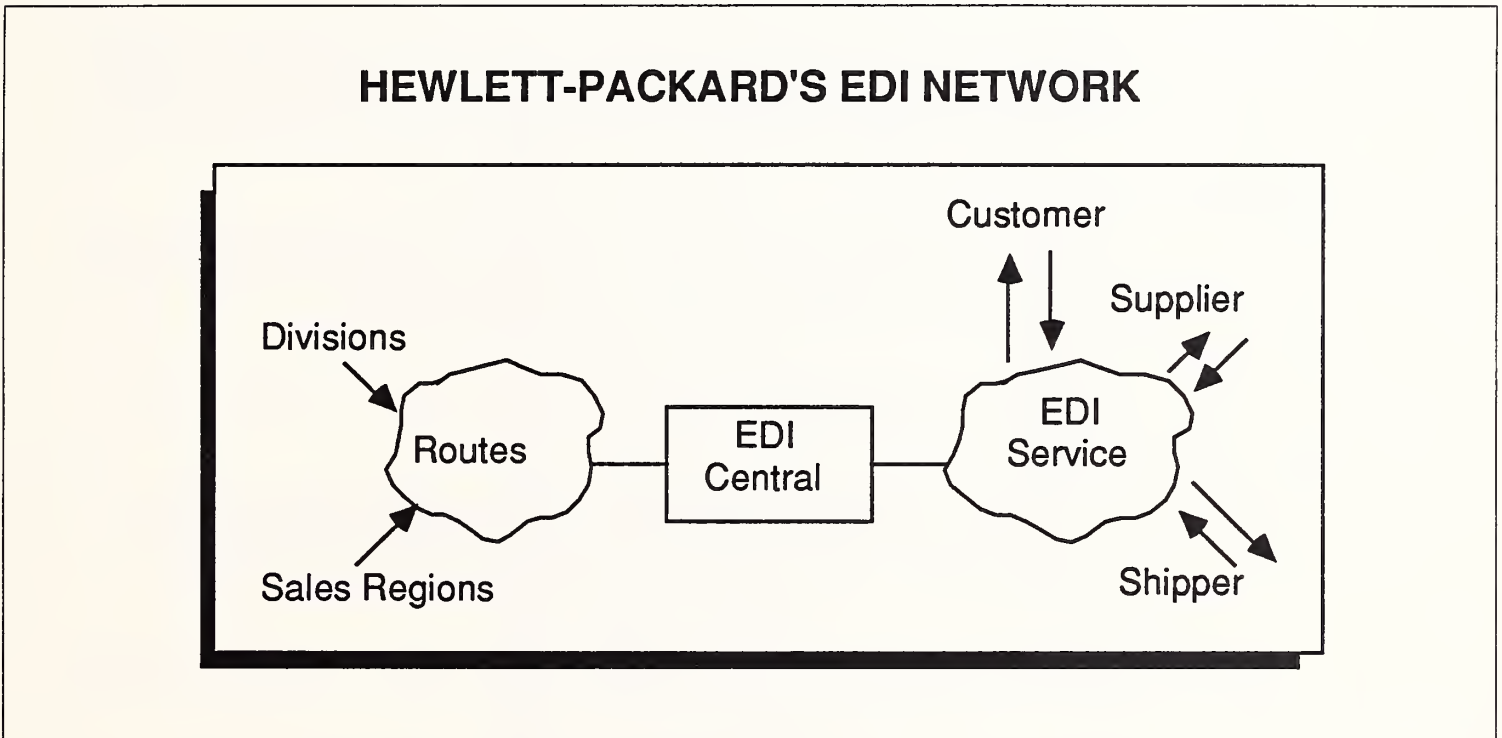 HEWLETT-PACKARD'S EDI NETWORK
Customer
Supplier
Divisions
Routes
EDI
Central
EDI
Service
Sales Regions
Shipper